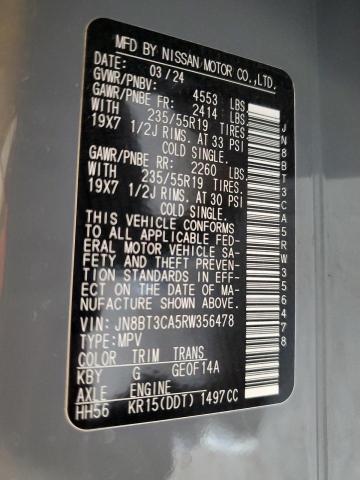 MFD BY NISSAN MOTOR CO.,LTD.
DATE: 03/24
GVWR/PNBV: 4553 LBS
GAWR/PNBE FR: 2414 LBS
WITH 235/55R19 TIRES
19X7 1/2J RIMS. AT 33 PSI
COLD SINGLE.
GAWR/PNBE RR: 2260 LBS
WITH 235/55R19 TIRES
19X7 1/2J RIMS. AT 30 PSI
COLD SINGLE.
THIS VEHICLE CONFORMS
TO ALL APPLICABLE FED-
ERAL MOTOR VEHICLE SA-
FETY AND THEFT PREVEN-
TION STANDARDS IN EFF-
ECT ON THE DATE OF MA-
NUFACTURE SHOWN ABOVE.
VIN: JN8BT3CA5RW356478
TYPE: MPV
COLOR TRIM TRANS
KBY G GE0F14A
AXLE ENGINE
HH56 KR15(DDT) 1497CC
JN8BT3CA5RW356478